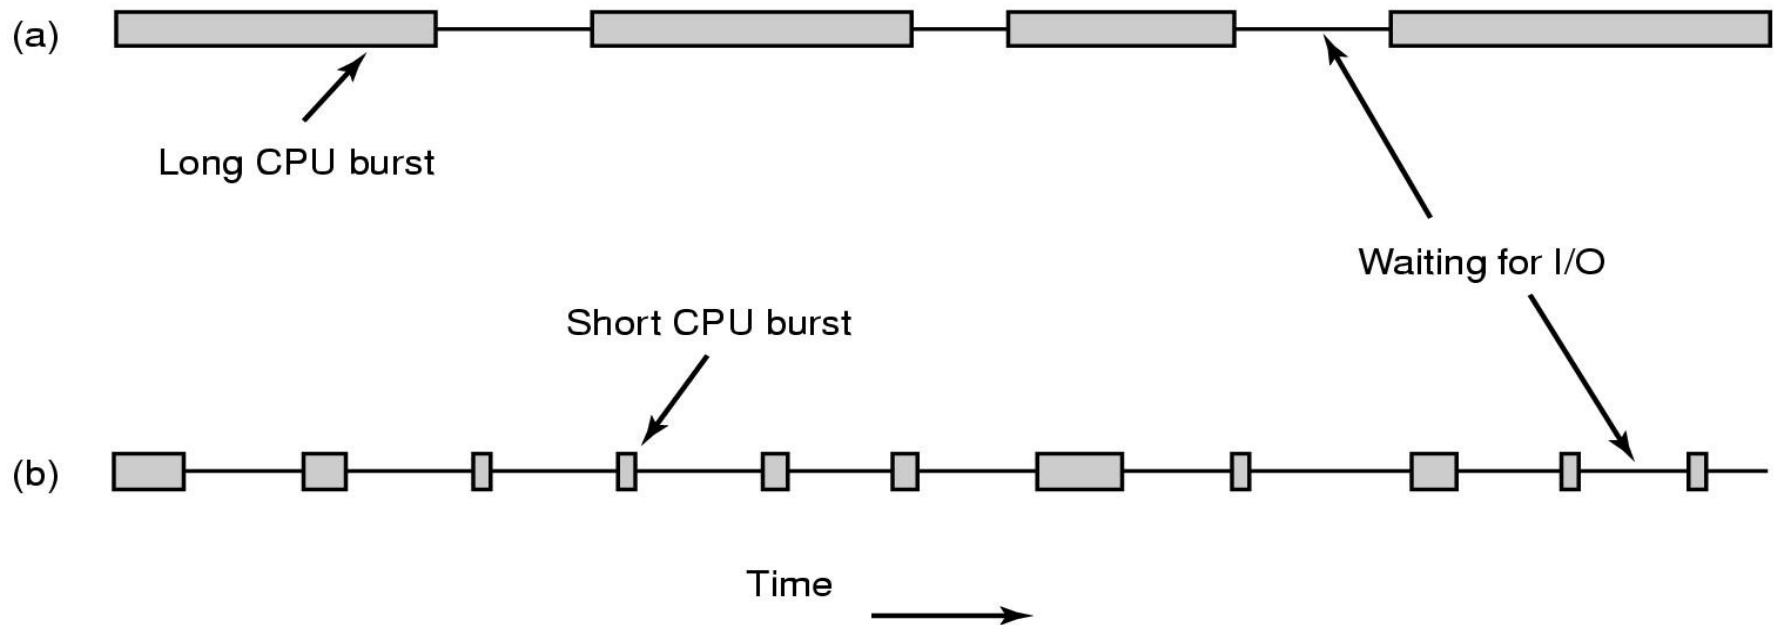 (a)
Long CPU burst
Waiting for I/O
Short CPU burst
(b)
Time